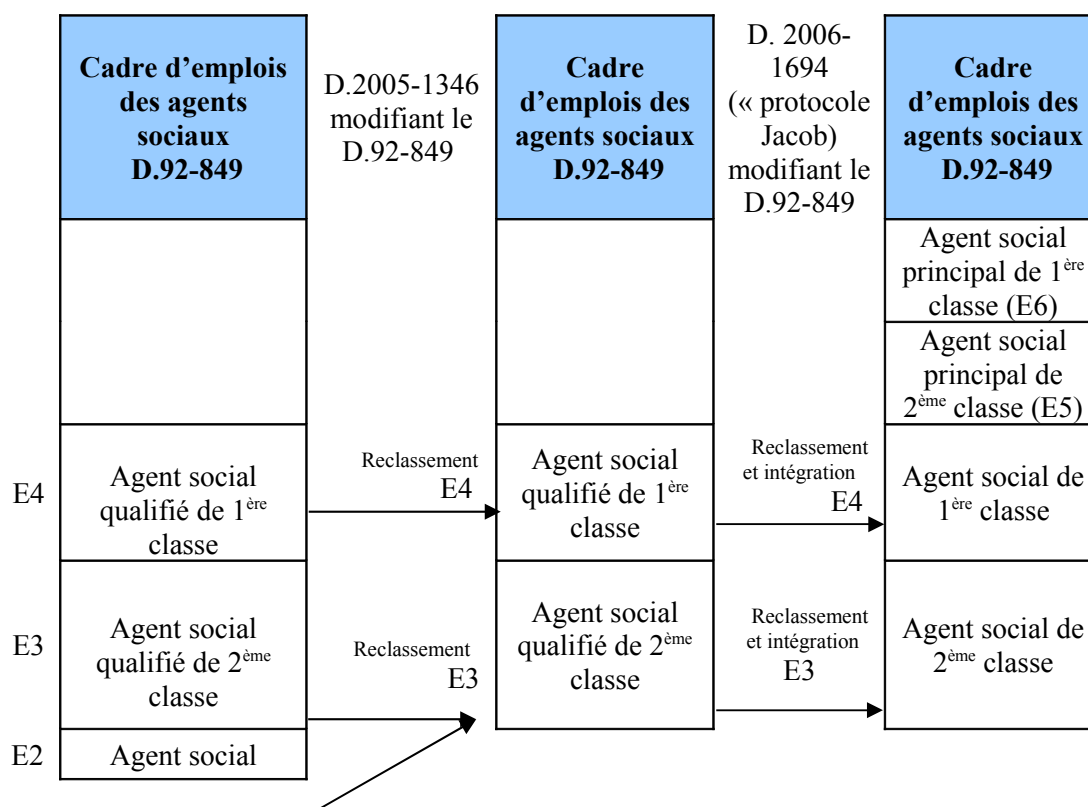 Cadre d’emplois
des agents
sociaux
D.92-849
D.2005-1346
modifiant le
D.92-849
Cadre
d’emplois des
agents sociaux
D.92-849
D. 2006-
1694
(« protocole
Jacob)
modifiant le
D.92-849
Cadre
d’emplois des
agents sociaux
D.92-849
Agent social
principal de 1ère
classe (E6)
Agent social
principal de
2ème classe (E5)
E4
Agent social
qualifié de 1ère
classe
Reclassement
E4
Agent social
qualifié de 1ère
classe
Reclassement
et intégration
E4
Agent social de
1ère classe
E3
Agent social
qualifié de 2ème
classe
Reclassement
E3
Agent social
qualifié de 2ème
classe
Reclassement
et intégration
E3
Agent social de
2ème classe
E2
Agent social